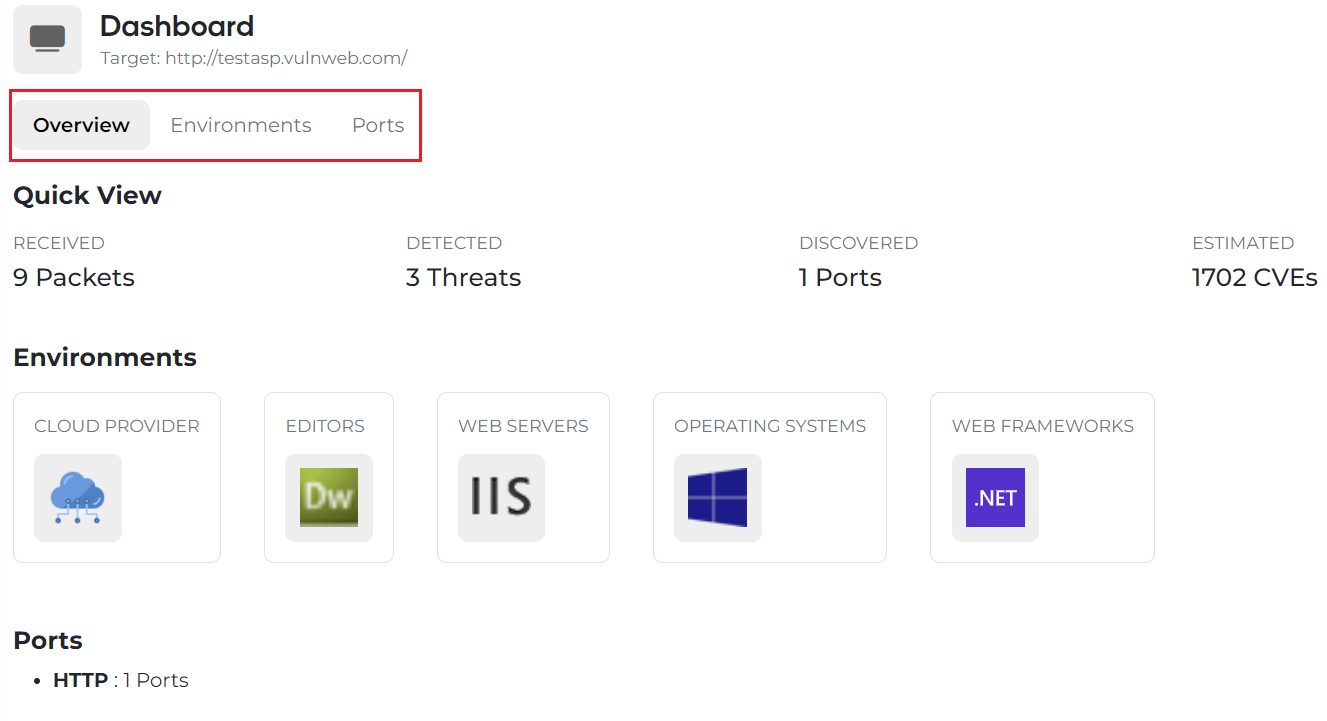 Dashboard
Target: http://testasp.vulnweb.com/
Overview Environments Ports
Quick View
RECEIVED DETECTED DISCOVERED ESTIMATED
9 Packets 3 Threats 1 Ports 1702 CVEs
Environments
CLOUD PROVIDER EDITORS WEB SERVERS OPERATING SYSTEMS WEB FRAMEWORKS
Dw IIS .NET
Ports
• HTTP : 1 Ports